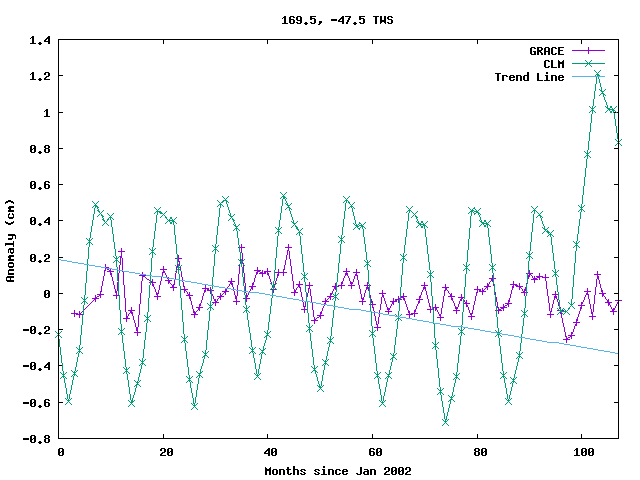 169.5, -47.5 TWS
GRACE
CLM
Trend Line
1.4
1.2
1
0.8
0.6
0.4
0.2
0
-0.2
-0.4
-0.6
-0.8
Anomaly (cm)
0 20 40 60 80 100
Months since Jan 2002